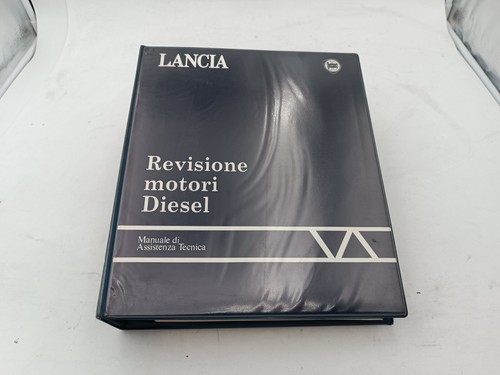 LANCIA
Revisione
motori
Diesel
Manuale di
Assistenza Tecnica